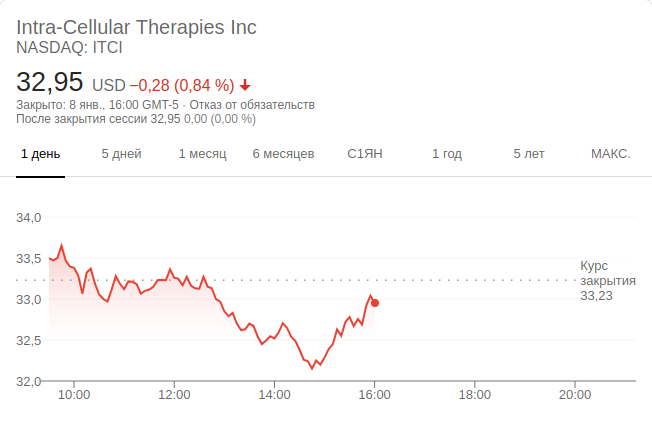 Intra-Cellular Therapies Inc
NASDAQ: ITCI
32,95 USD −0,28 (0,84 %)
Закрыто: 8 янв., 16:00 GMT-5 · Отказ от обязательств
После закрытия сессии 32,95 0,00 (0,00 %)
1 день 5 дней 1 месяц 6 месяцев С1ЯН 1 год 5 лет МАКС.
34,0
33,5
Курс
закрытия
33,23
33,0
32,5
32,0
10:00 12:00 14:00 16:00 18:00 20:00